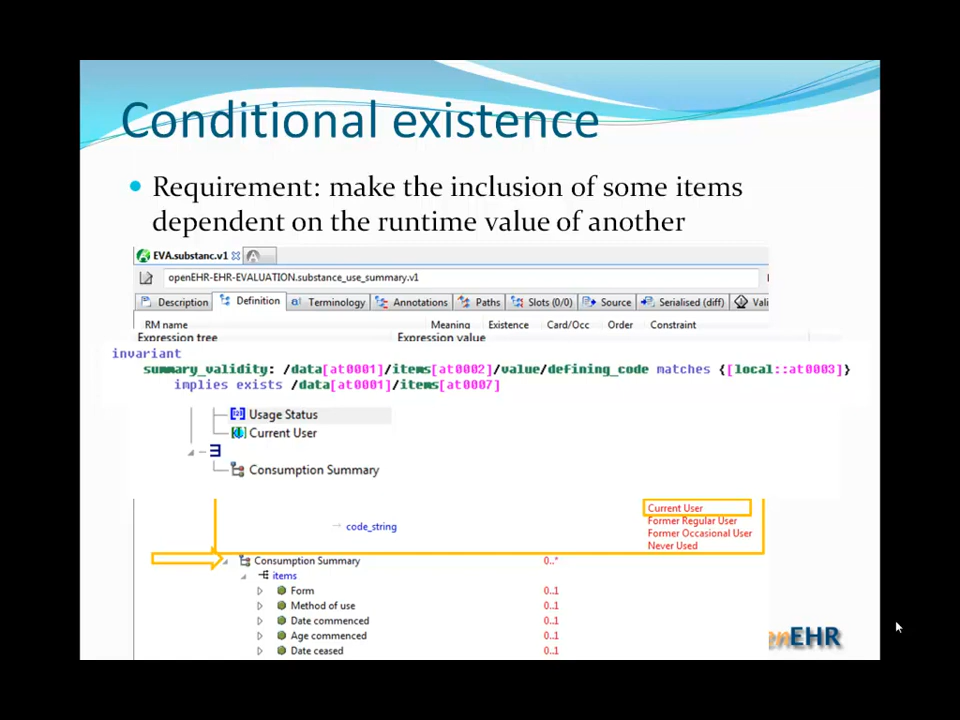 Conditional existence
Requirement: make the inclusion of some items
dependent on the runtime value of another
EVA.substanc.v1
openEHR-EHR-EVALUATION.substance_use_summary.v1
Description Definition Terminology Annotations Paths Slots (0/0) Source Serialised (diff) Vali
RM name Meaning Existence Card/Occ Order Constraint
Expression tree Expression value
invariant
summary_validity: /data[at0001]/items[at0002]/value/defining_code matches {[local::at0003]}
implies exists /data[at0001]/items[at0007]
Usage Status
Current User
∃
Consumption Summary
Current User
code_string
Former Regular User
Former Occasional User
Never Used
Consumption Summary 0..*
items
Form 0..1
Method of use 0..1
Date commenced 0..1
Age commenced 0..1
Date ceased 0..1
enEHR